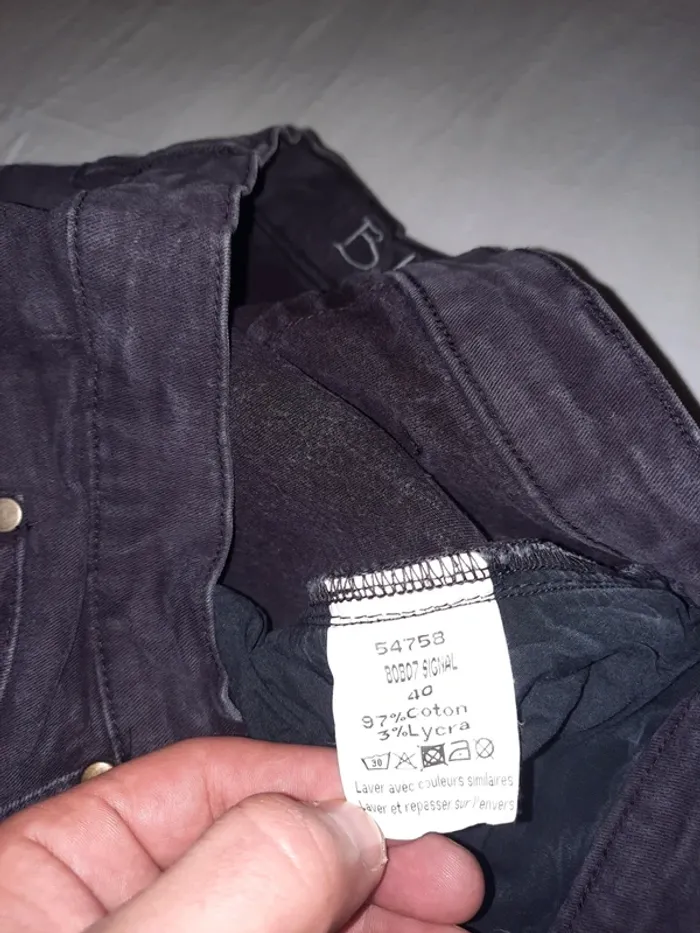 B
54758
BOBO7 SIGNAL
40
97%Coton
3%Lycra
30
Laver avec couleurs similaires
Laver et repasser sur l'envers